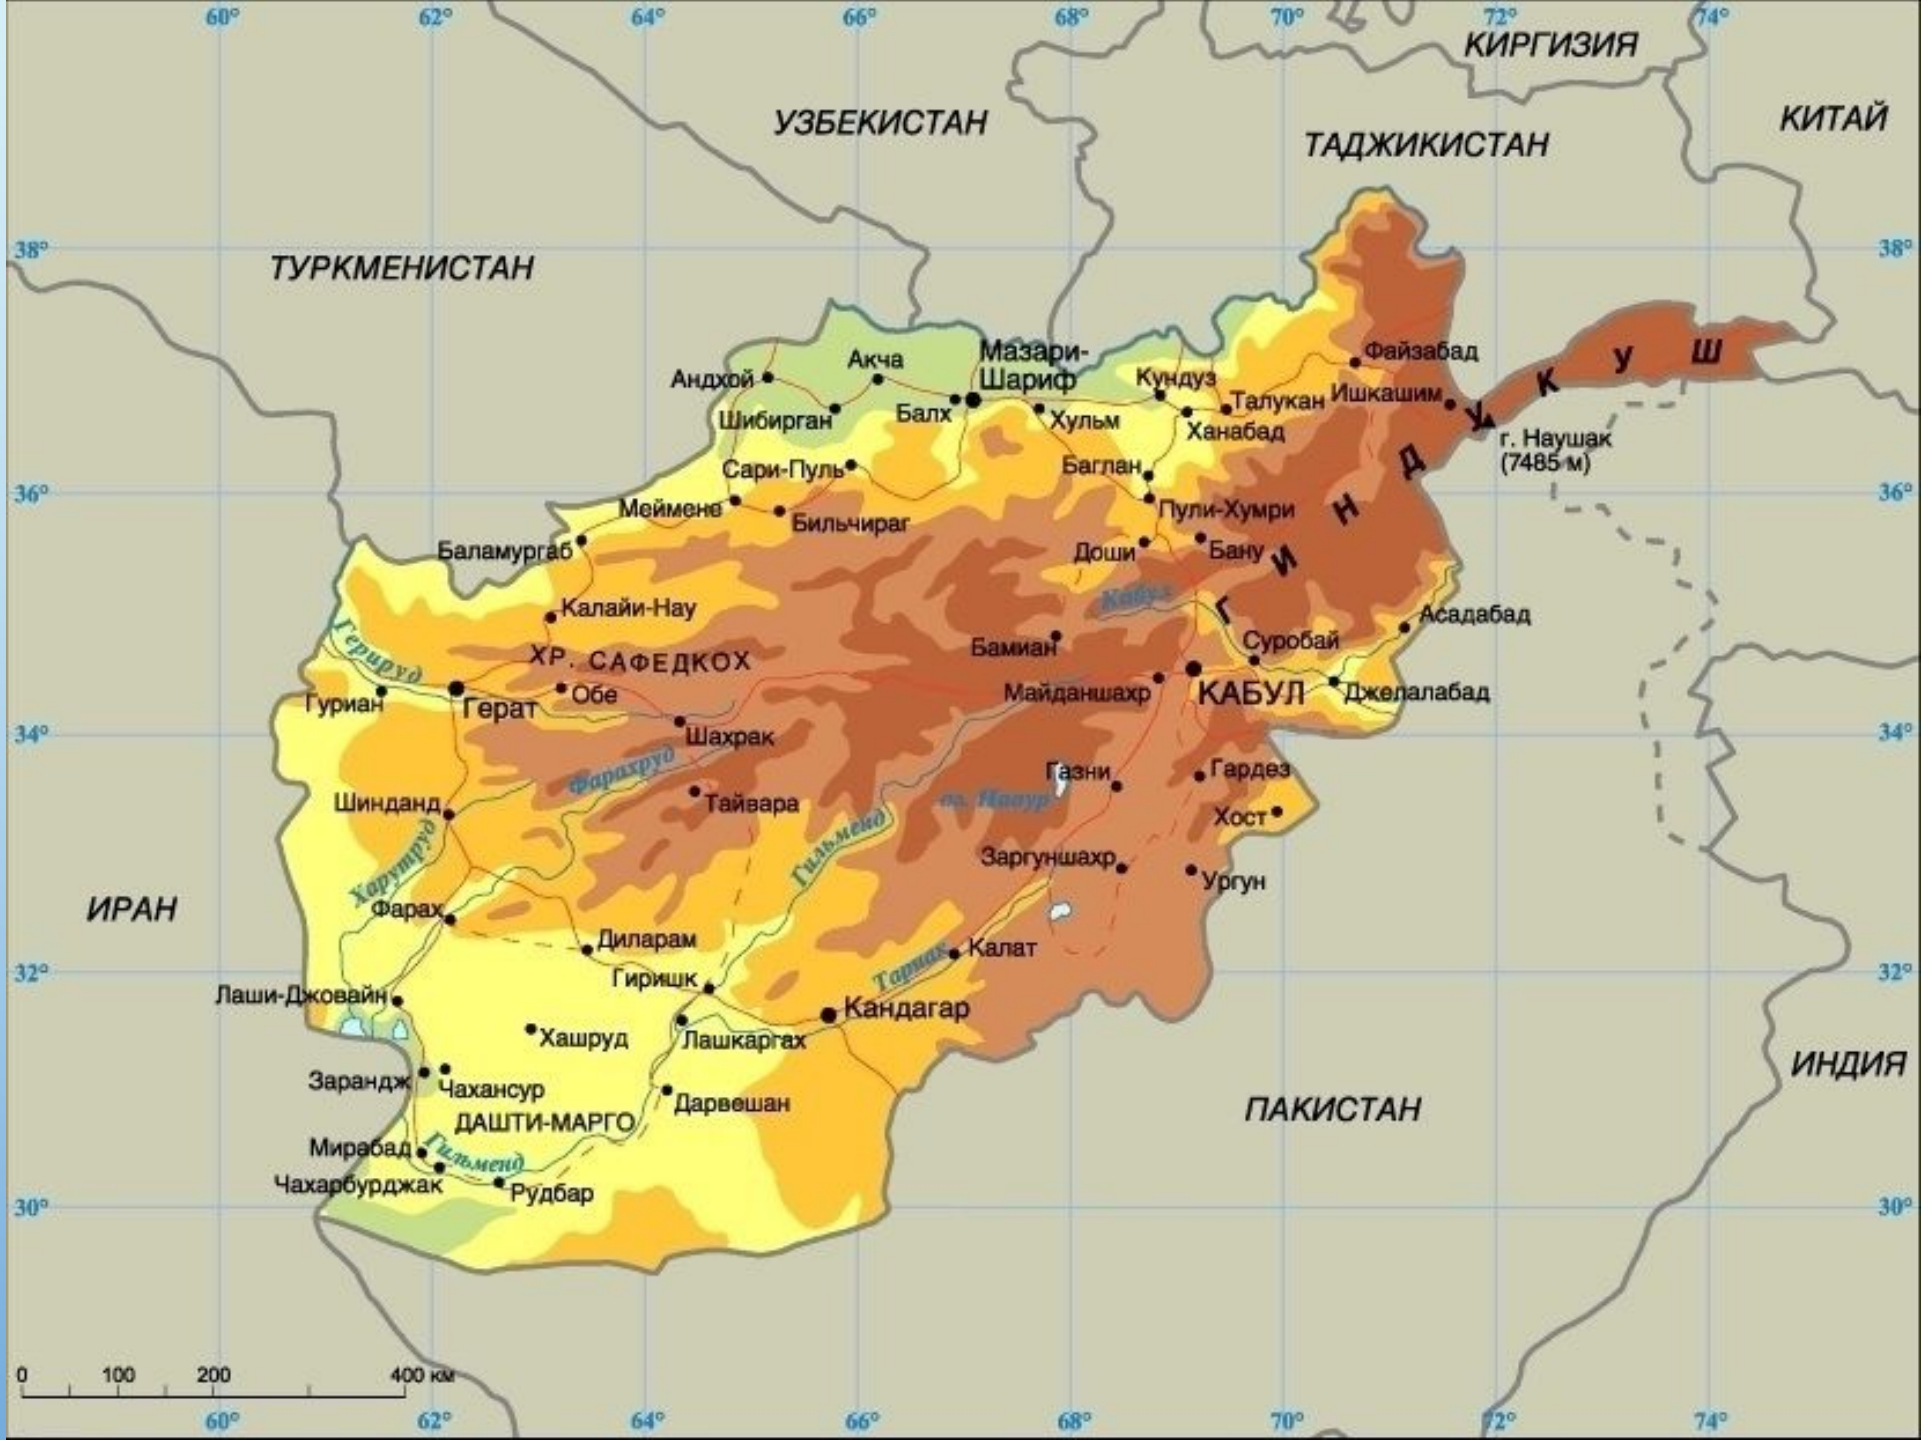 60° 62° 64° 66° 68° 70° 72° 74°
КИРГИЗИЯ
УЗБЕКИСТАН
КИТАЙ
ТАДЖИКИСТАН
38° 38°
ТУРКМЕНИСТАН
Мазари-
Шариф
Акча
Андхой
Шибирган
Балх
Хульм
Кундуз
Талукан
Ханабад
Файзабад
Ишкашим
ГИНДУКУШ
г. Наушак
(7485 м)
Сари-Пуль
Баглан
36° 36°
Меймене
Бильчираг
Пули-Хумри
Баламургаб
Доши
Бану
Калайи-Нау
Кабул
Асадабад
Герируд
ХР. САФЕДКОХ
Бамиан
Суробай
Гуриан
Герат
Обе
Майданшахр
КАБУЛ
Джелалабад
34° 34°
Шахрак
Фарахруд
Газни
Гардез
оз. Нааур
Шинданд
Тайвара
Хост
Гильменд
Харутруд
Заргуншахр
Ургун
ИРАН
Фарах
Диларам
Калат
Тарнак
32° 32°
Гиришк
Лаши-Джовайн
Кандагар
Хашруд
Лашкаргах
Зарандж
Чахансур
Дарвешан
ИНДИЯ
ДАШТИ-МАРГО
ПАКИСТАН
Мирабад
Гильменд
Чахарбурджак
Рудбар
30° 30°
0 100 200 400 км
60° 62° 64° 66° 68° 70° 72° 74°